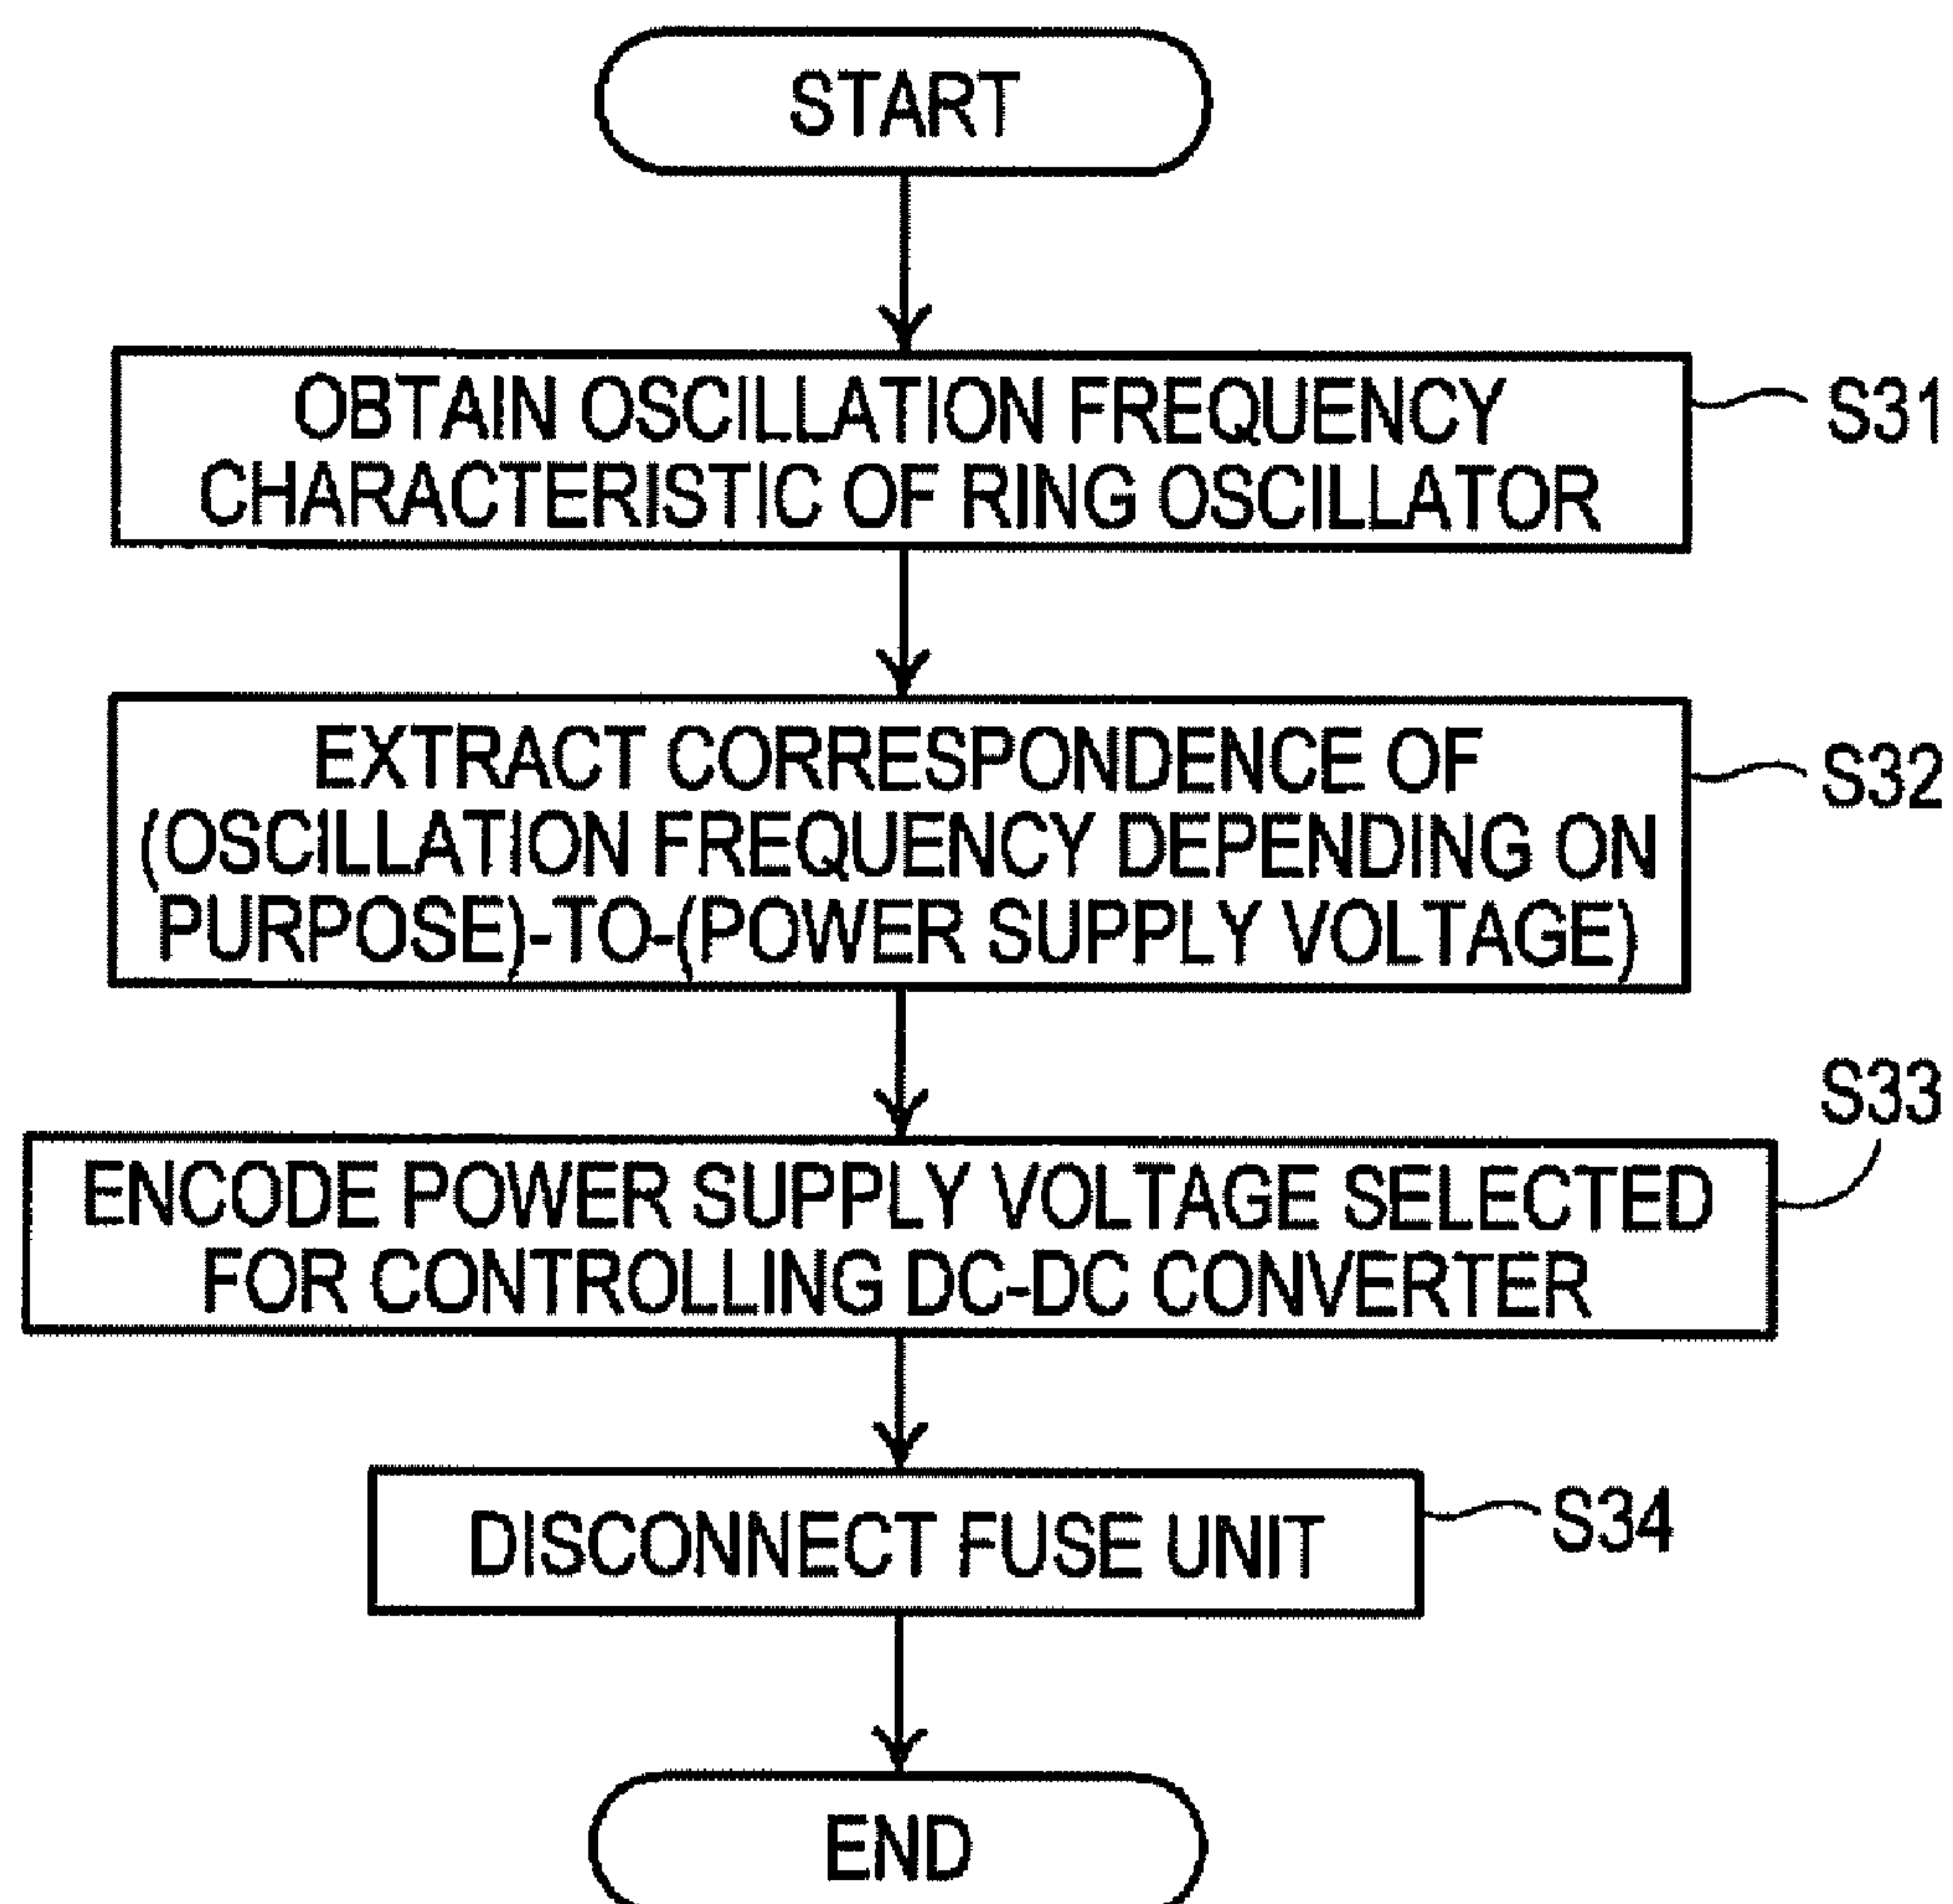 START
OBTAIN OSCILLATION FREQUENCY
CHARACTERISTIC OF RING OSCILLATOR
S31
EXTRACT CORRESPONDENCE OF
(OSCILLATION FREQUENCY DEPENDING ON
PURPOSE)-TO-(POWER SUPPLY VOLTAGE)
S32
ENCODE POWER SUPPLY VOLTAGE SELECTED
FOR CONTROLLING DC-DC CONVERTER
S33
DISCONNECT FUSE UNIT
S34
END